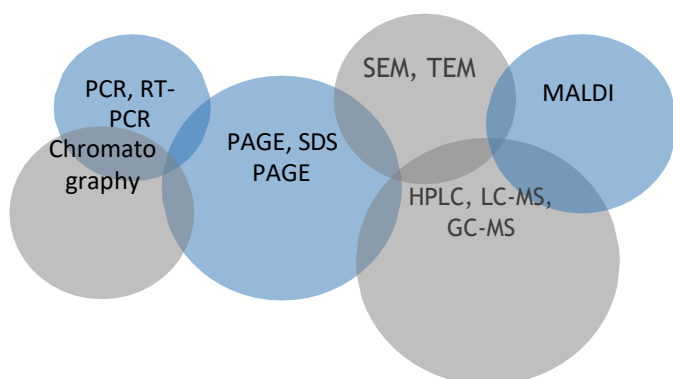 PCR, RT-
PCR
Chromato
graphy
PAGE, SDS
PAGE
SEM, TEM
MALDI
HPLC, LC-MS,
GC-MS